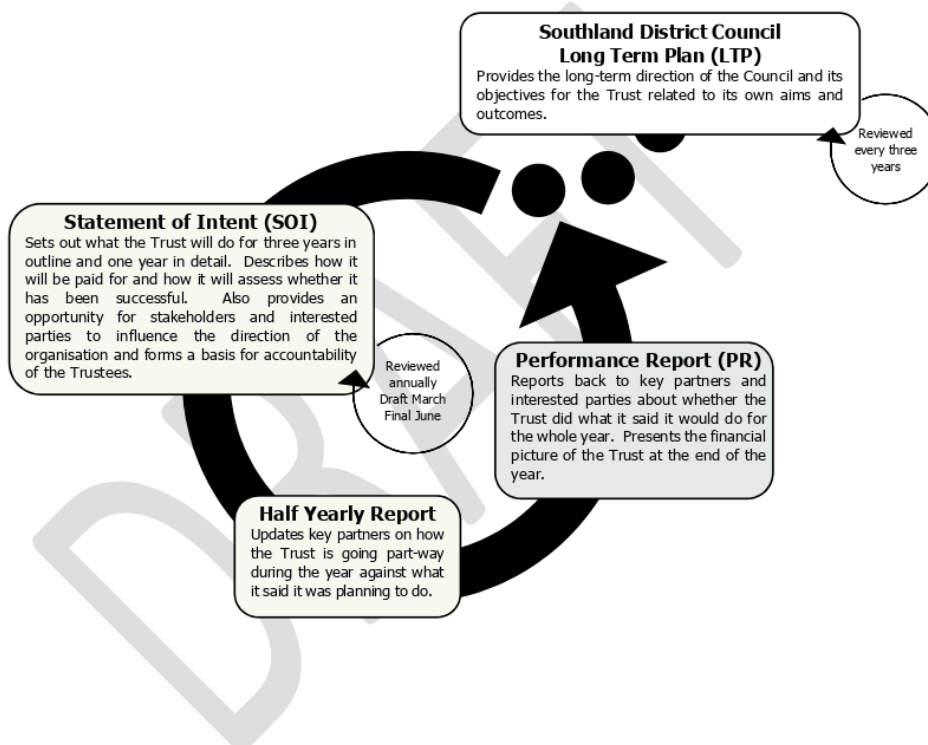 Southland District Council
Long Term Plan (LTP)
Provides the long-term direction of the Council and its
objectives for the Trust related to its own aims and
outcomes.
Reviewed
every three
years
Statement of Intent (SOI)
Sets out what the Trust will do for three years in
outline and one year in detail. Describes how it
will be paid for and how it will assess whether it
has been successful. Also provides an
opportunity for stakeholders and interested
parties to influence the direction of the
organisation and forms a basis for accountability
of the Trustees.
Reviewed
annually
Draft March
Final June
Performance Report (PR)
Reports back to key partners and
interested parties about whether the
Trust did what it said it would do for
the whole year. Presents the financial
picture of the Trust at the end of the
year.
Half Yearly Report
Updates key partners on how
the Trust is going part-way
during the year against what
it said it was planning to do.
DRAFT